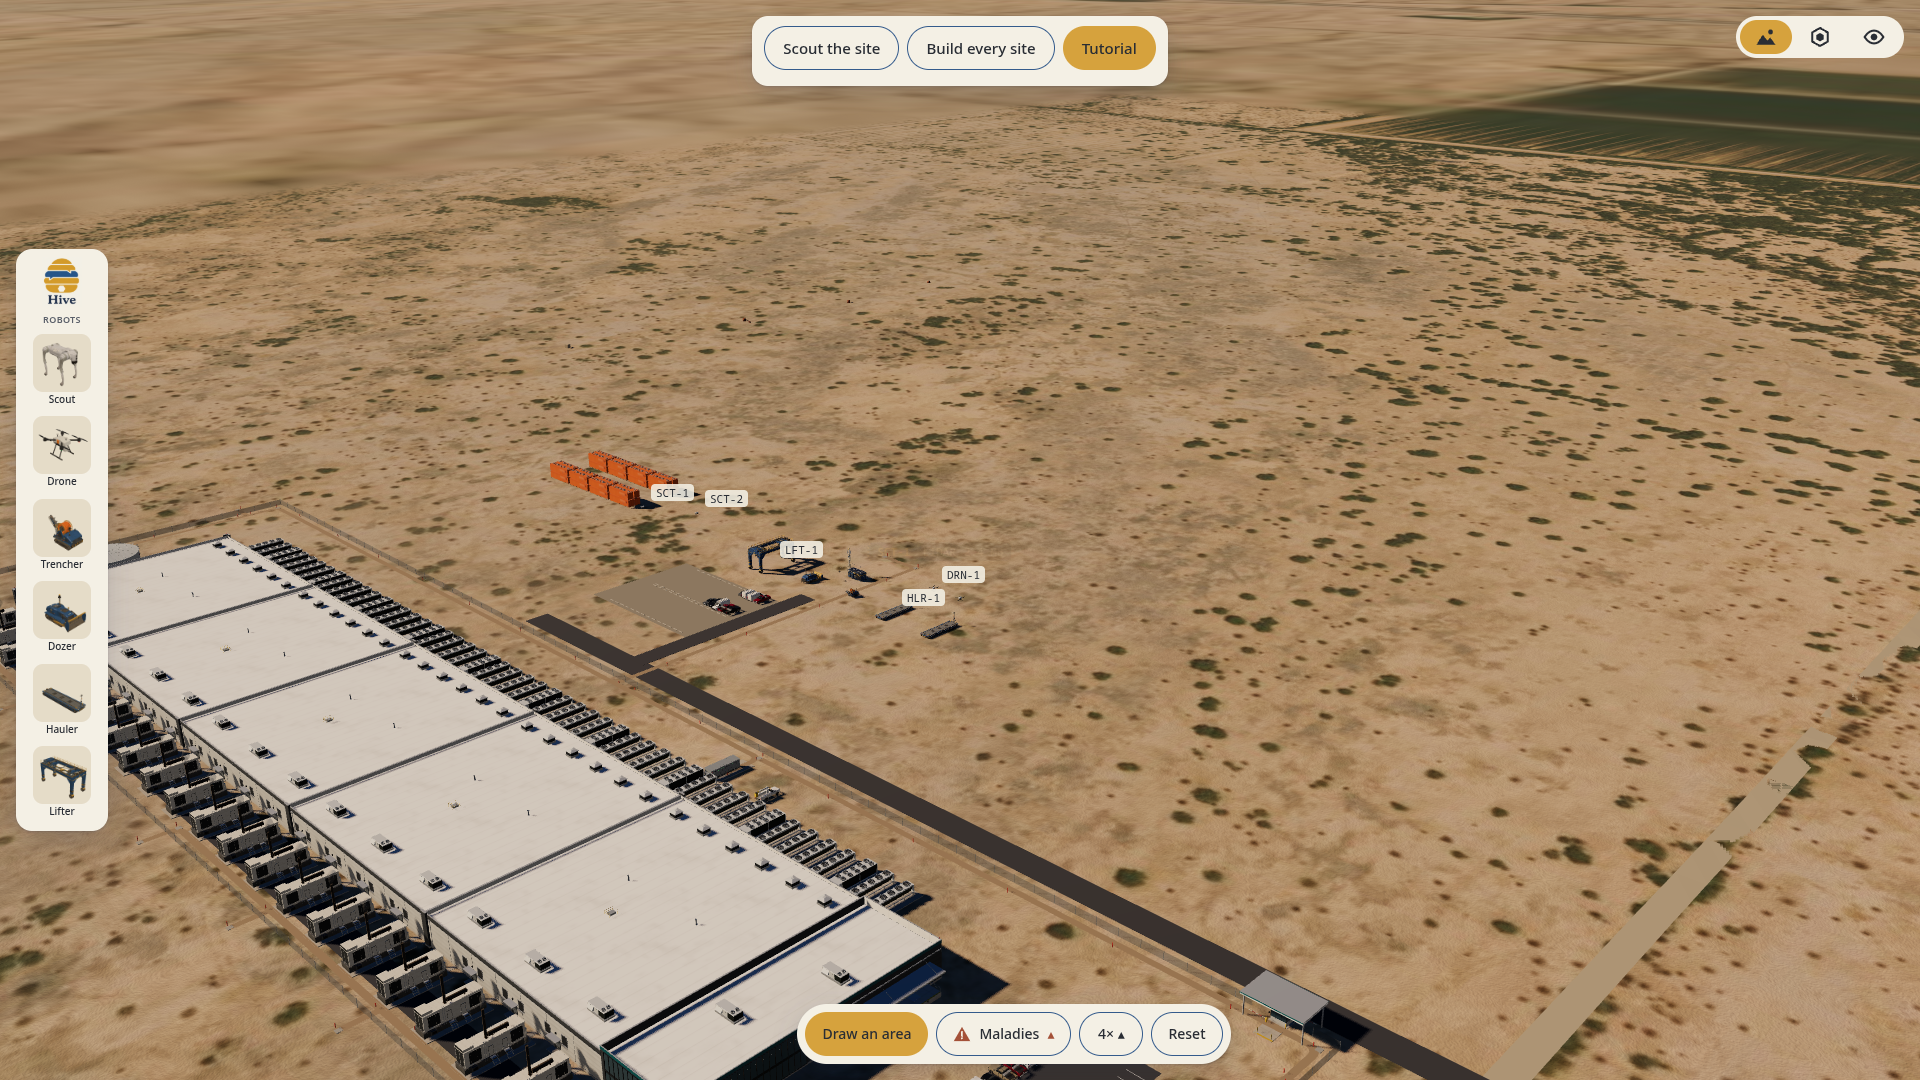 Scout the site
Build every site
Tutorial
Hive
ROBOTS
Scout
Drone
Trencher
Dozer
Hauler
Lifter
SCT-1
SCT-2
LFT-1
DRN-1
HLR-1
Draw an area
Maladies
4×
Reset